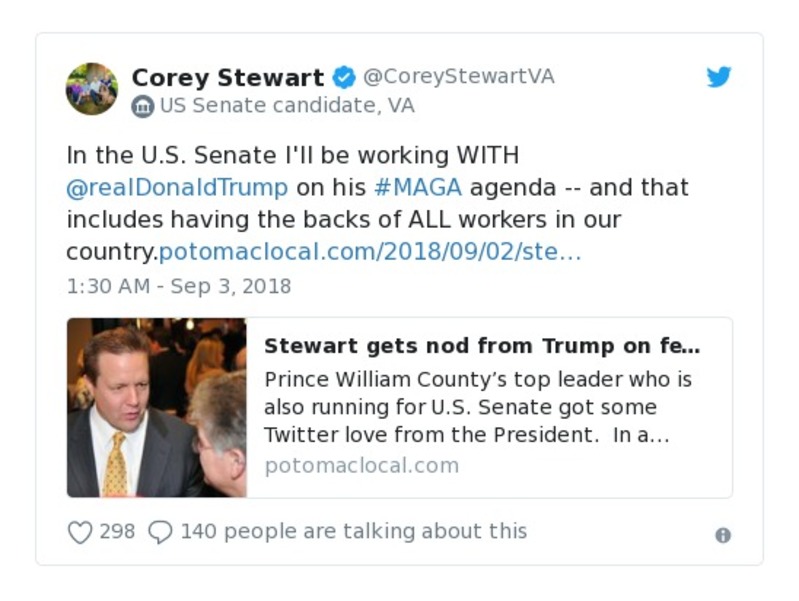 Corey Stewart @CoreyStewartVA
US Senate candidate, VA
In the U.S. Senate I'll be working WITH
@realDonaldTrump on his #MAGA agenda -- and that
includes having the backs of ALL workers in our
country.potomaclocal.com/2018/09/02/ste…
1:30 AM - Sep 3, 2018
Stewart gets nod from Trump on fe…
Prince William County’s top leader who is
also running for U.S. Senate got some
Twitter love from the President.  In a…
potomaclocal.com
298 140 people are talking about this